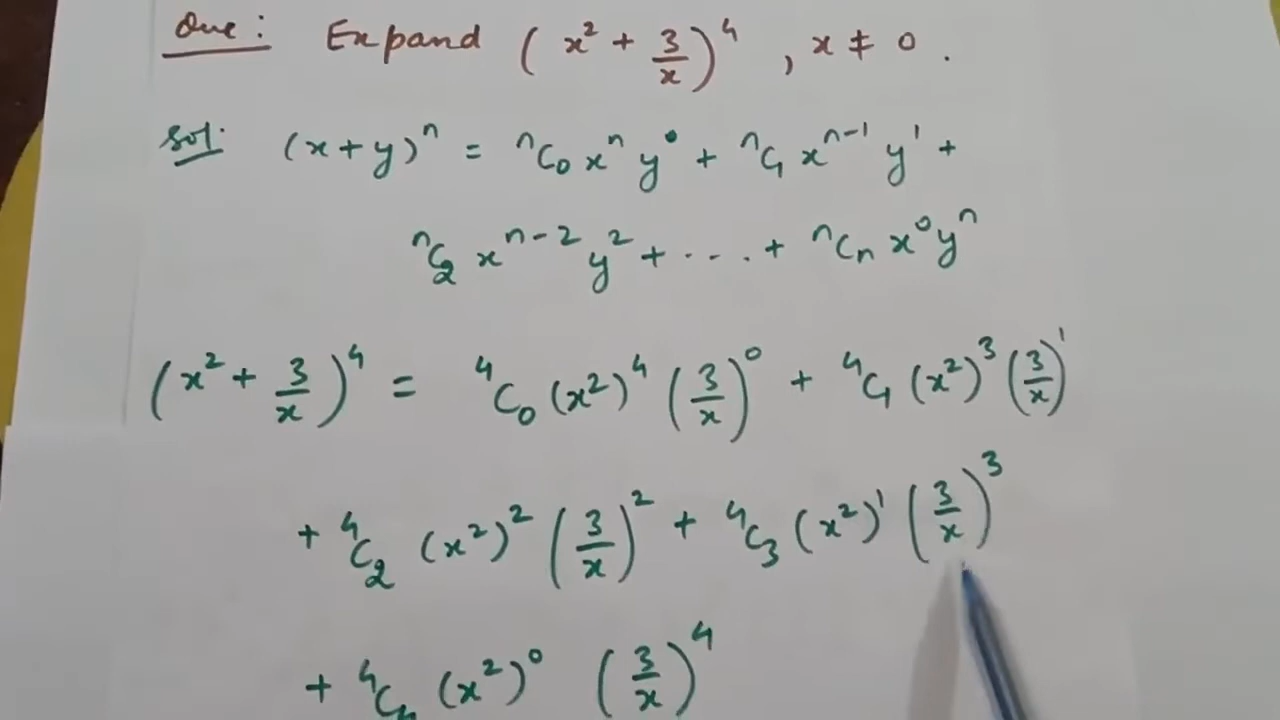 Que: Expand (x² + 3/x)⁴ , x ≠ 0 .
Sol: (x+y)ⁿ = ⁿC₀ xⁿ y⁰ + ⁿC₁ xⁿ⁻¹ y¹ +
ⁿC₂ xⁿ⁻² y² + .... + ⁿCₙ x⁰ yⁿ
(x² + 3/x)⁴ = ⁴C₀ (x²)⁴ (3/x)⁰ + ⁴C₁ (x²)³ (3/x)¹
+ ⁴C₂ (x²)² (3/x)² + ⁴C₃ (x²)¹ (3/x)³
+ ⁴C₄ (x²)⁰ (3/x)⁴